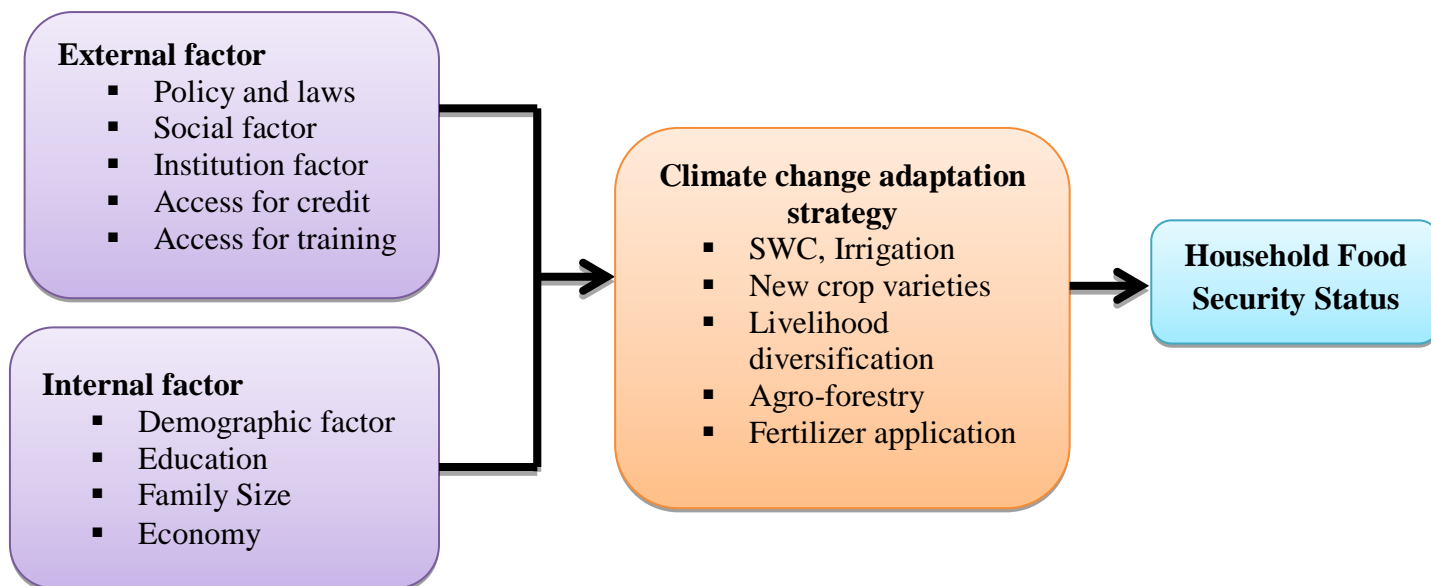 External factor
▪ Policy and laws
▪ Social factor
▪ Institution factor
▪ Access for credit
▪ Access for training
Internal factor
▪ Demographic factor
▪ Education
▪ Family Size
▪ Economy
Climate change adaptation
strategy
▪ SWC, Irrigation
▪ New crop varieties
▪ Livelihood
diversification
▪ Agro-forestry
▪ Fertilizer application
Household Food
Security Status